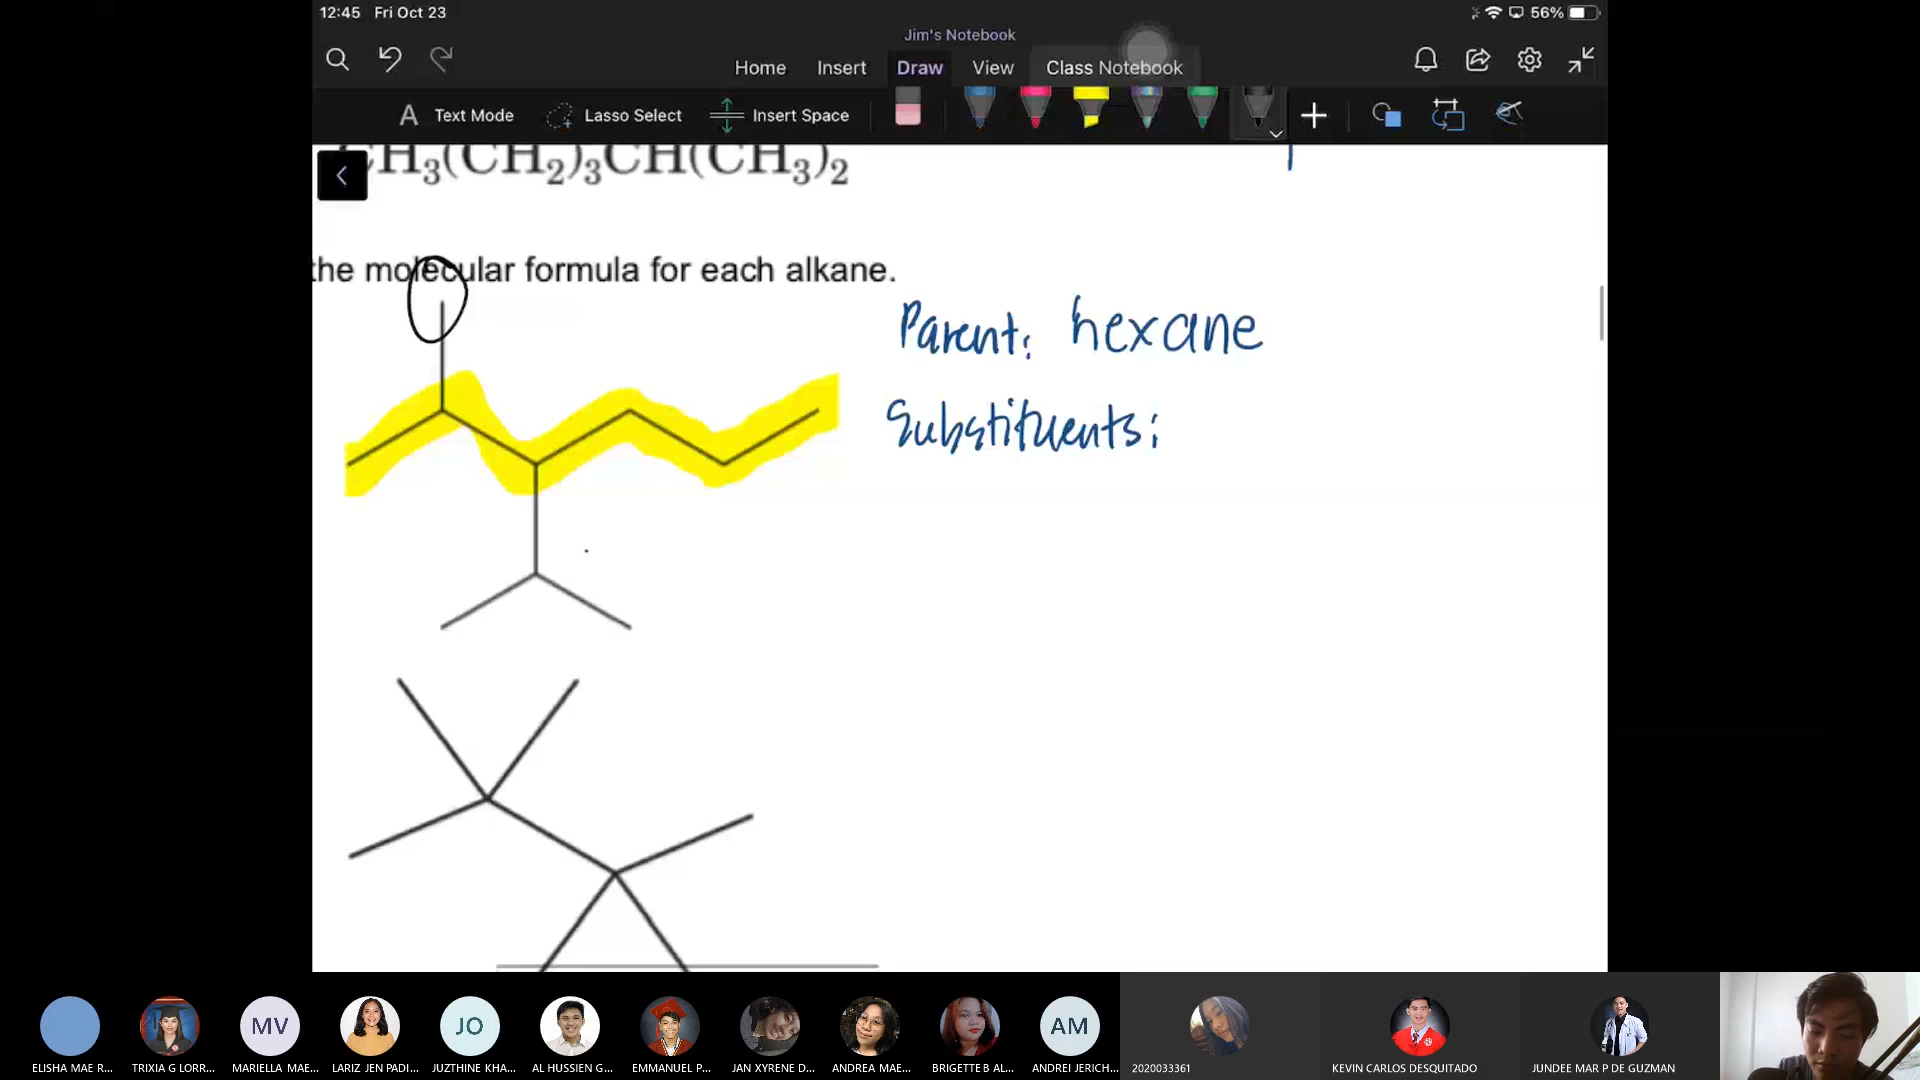 12:45 Fri Oct 23 56%
Jim's Notebook
Home Insert Draw View Class Notebook
A Text Mode Lasso Select Insert Space
CH₃(CH₂)₃CH(CH₃)₂
the molecular formula for each alkane.
Parent: hexane
Substituents:
MV JO AM
ELISHA MAE R... TRIXIA G LORR... MARIELLA MAE... LARIZ JEN PADI... JUZTHINE KHA... AL HUSSIEN G... EMMANUEL P... JAN XYRENE D... ANDREA MAE... BRIGETTE B AL... ANDREI JERICH... 2020033361 KEVIN CARLOS DESQUITADO JUNDEE MAR P DE GUZMAN